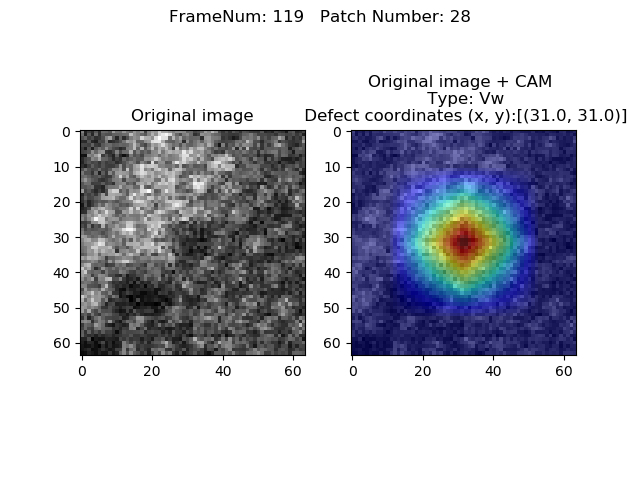 FrameNum: 119   Patch Number: 28
Original image
0
10
20
30
40
50
60
0 20 40 60
Original image + CAM
Type: Vw
Defect coordinates (x, y):[(31.0, 31.0)]
0
10
20
30
40
50
60
0 20 40 60